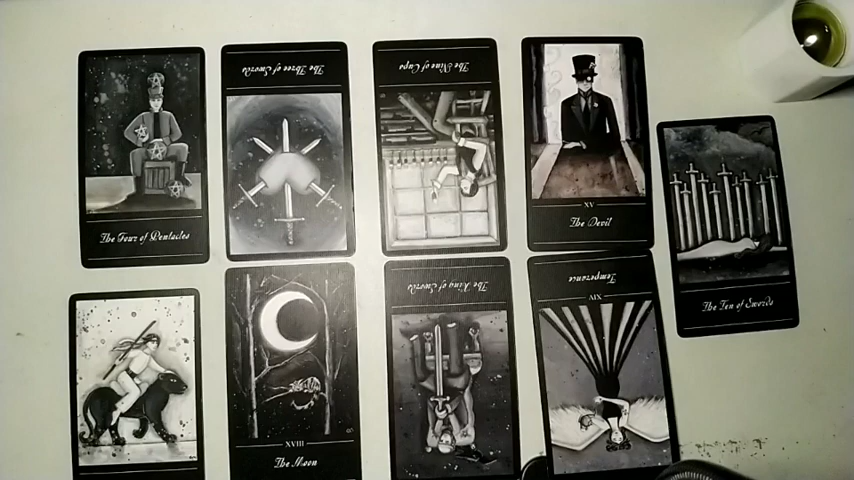 The Four of Pentacles
The Three of Swords
The Nine of Cups
XV
The Devil
The Ten of Swords
XVIII
The Moon
The King of Swords
Temperance
XIV